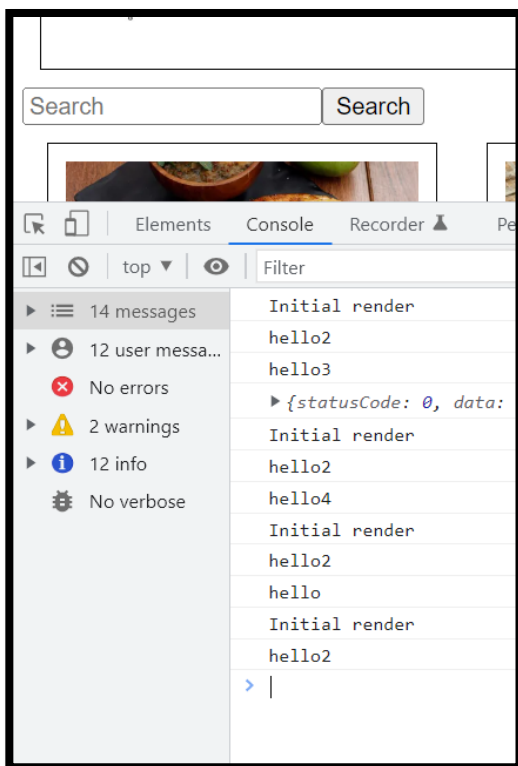 Search Search
Elements Console Recorder Pe
top Filter
14 messages
12 user messa...
No errors
2 warnings
12 info
No verbose
Initial render
hello2
hello3
{statusCode: 0, data:
Initial render
hello2
hello4
Initial render
hello2
hello
Initial render
hello2